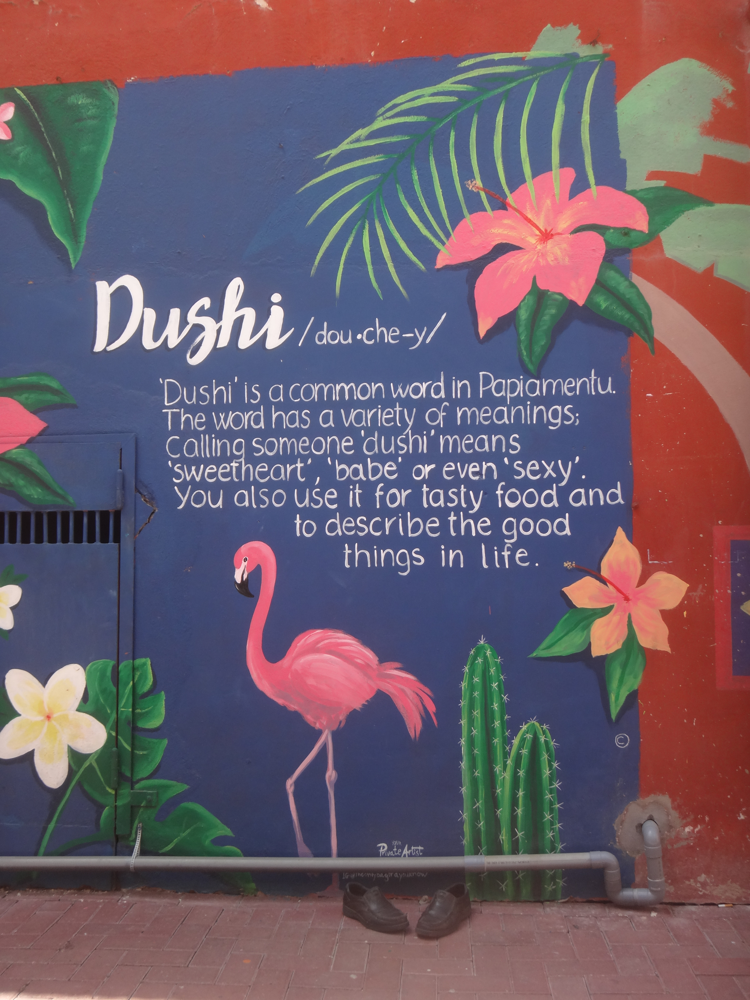 Dushi /dou•che-y/
'Dushi' is a common word in Papiamentu.
The word has a variety of meanings;
Calling someone 'dushi' means
'sweetheart', 'babe' or even 'sexy'.
You also use it for tasty food and
to describe the good
things in life.
©
Private Artist